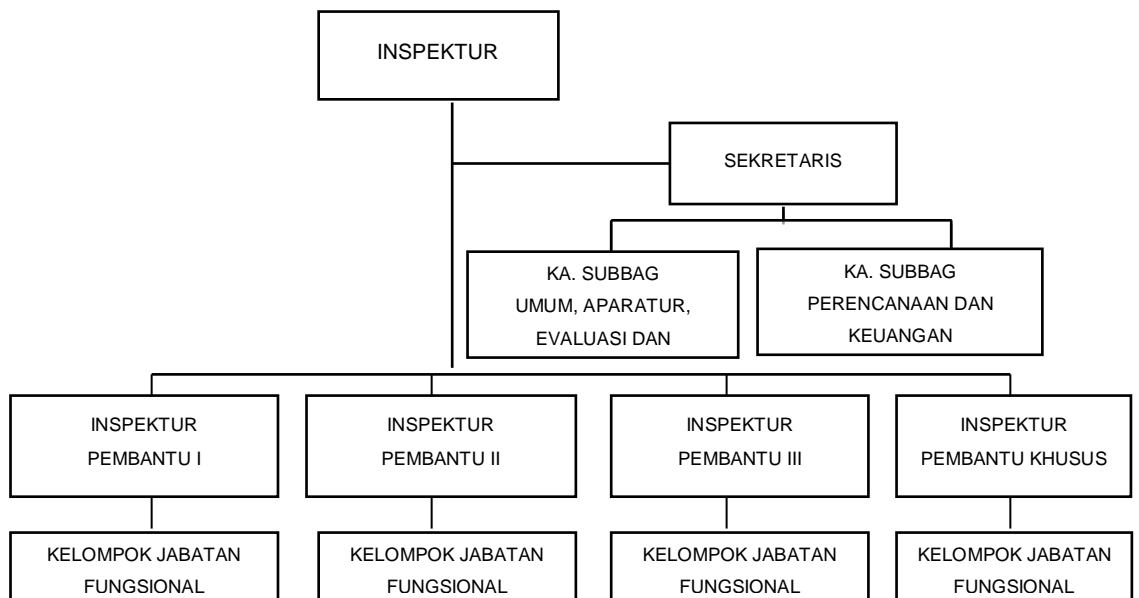 INSPEKTUR
SEKRETARIS
KA. SUBBAG
UMUM, APARATUR,
EVALUASI DAN
KA. SUBBAG
PERENCANAAN DAN
KEUANGAN
INSPEKTUR
PEMBANTU I
INSPEKTUR
PEMBANTU II
INSPEKTUR
PEMBANTU III
INSPEKTUR
PEMBANTU KHUSUS
KELOMPOK JABATAN
FUNGSIONAL
KELOMPOK JABATAN
FUNGSIONAL
KELOMPOK JABATAN
FUNGSIONAL
KELOMPOK JABATAN
FUNGSIONAL